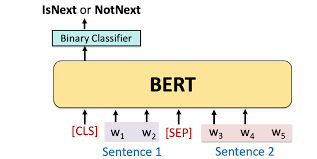 IsNext or NotNext
Binary Classifier
BERT
[CLS] w1 w2 [SEP] w3 w4 w5
Sentence 1 Sentence 2